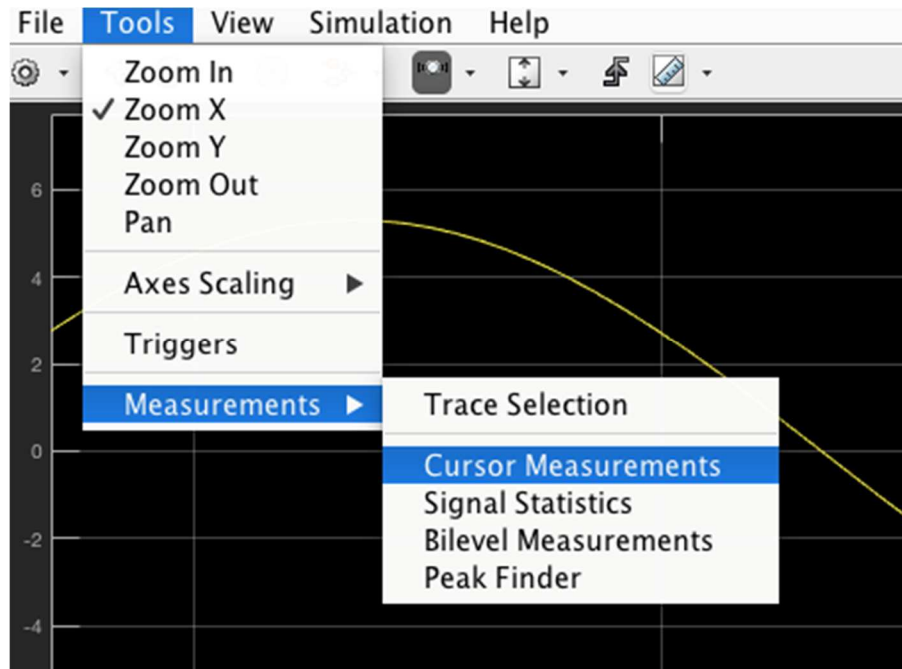 File Tools View Simulation Help
Zoom In
Zoom X
Zoom Y
Zoom Out
Pan
Axes Scaling
Triggers
Measurements
Trace Selection
Cursor Measurements
Signal Statistics
Bilevel Measurements
Peak Finder
6
4
2
0
-2
-4